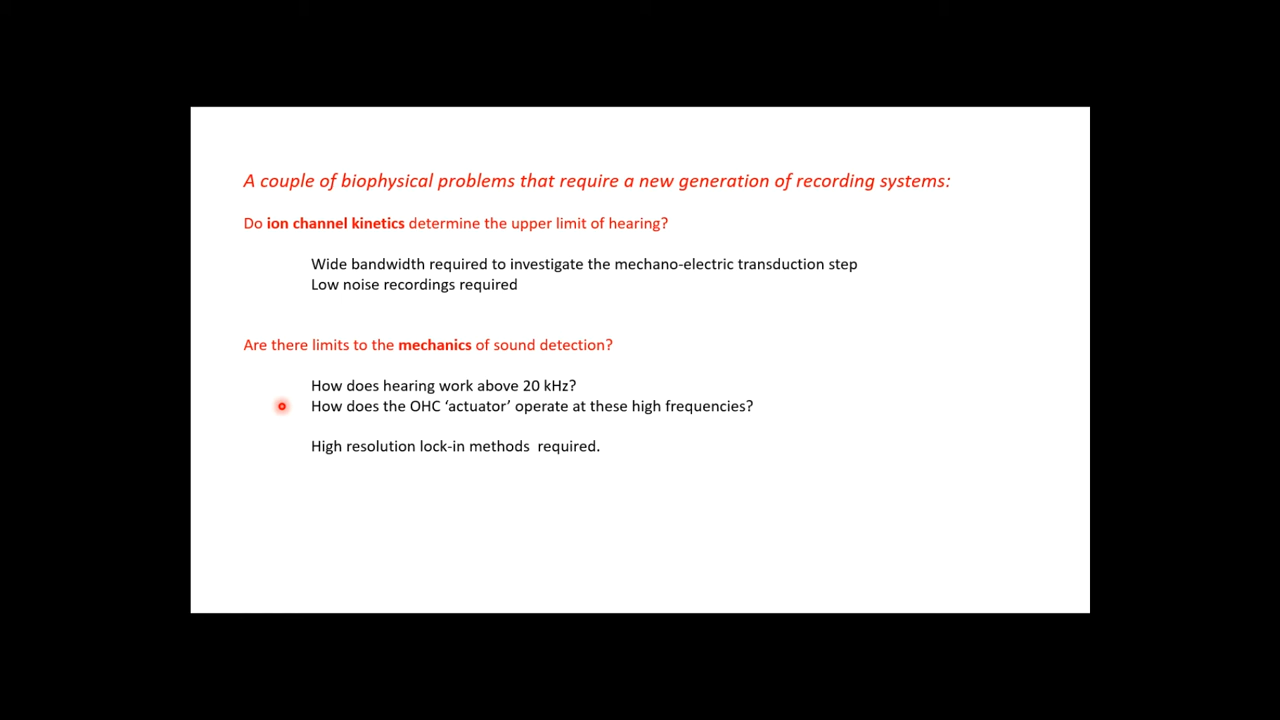 A couple of biophysical problems that require a new generation of recording systems:
Do ion channel kinetics determine the upper limit of hearing?
Wide bandwidth required to investigate the mechano-electric transduction step
Low noise recordings required
Are there limits to the mechanics of sound detection?
How does hearing work above 20 kHz?
How does the OHC ‘actuator’ operate at these high frequencies?
High resolution lock-in methods  required.